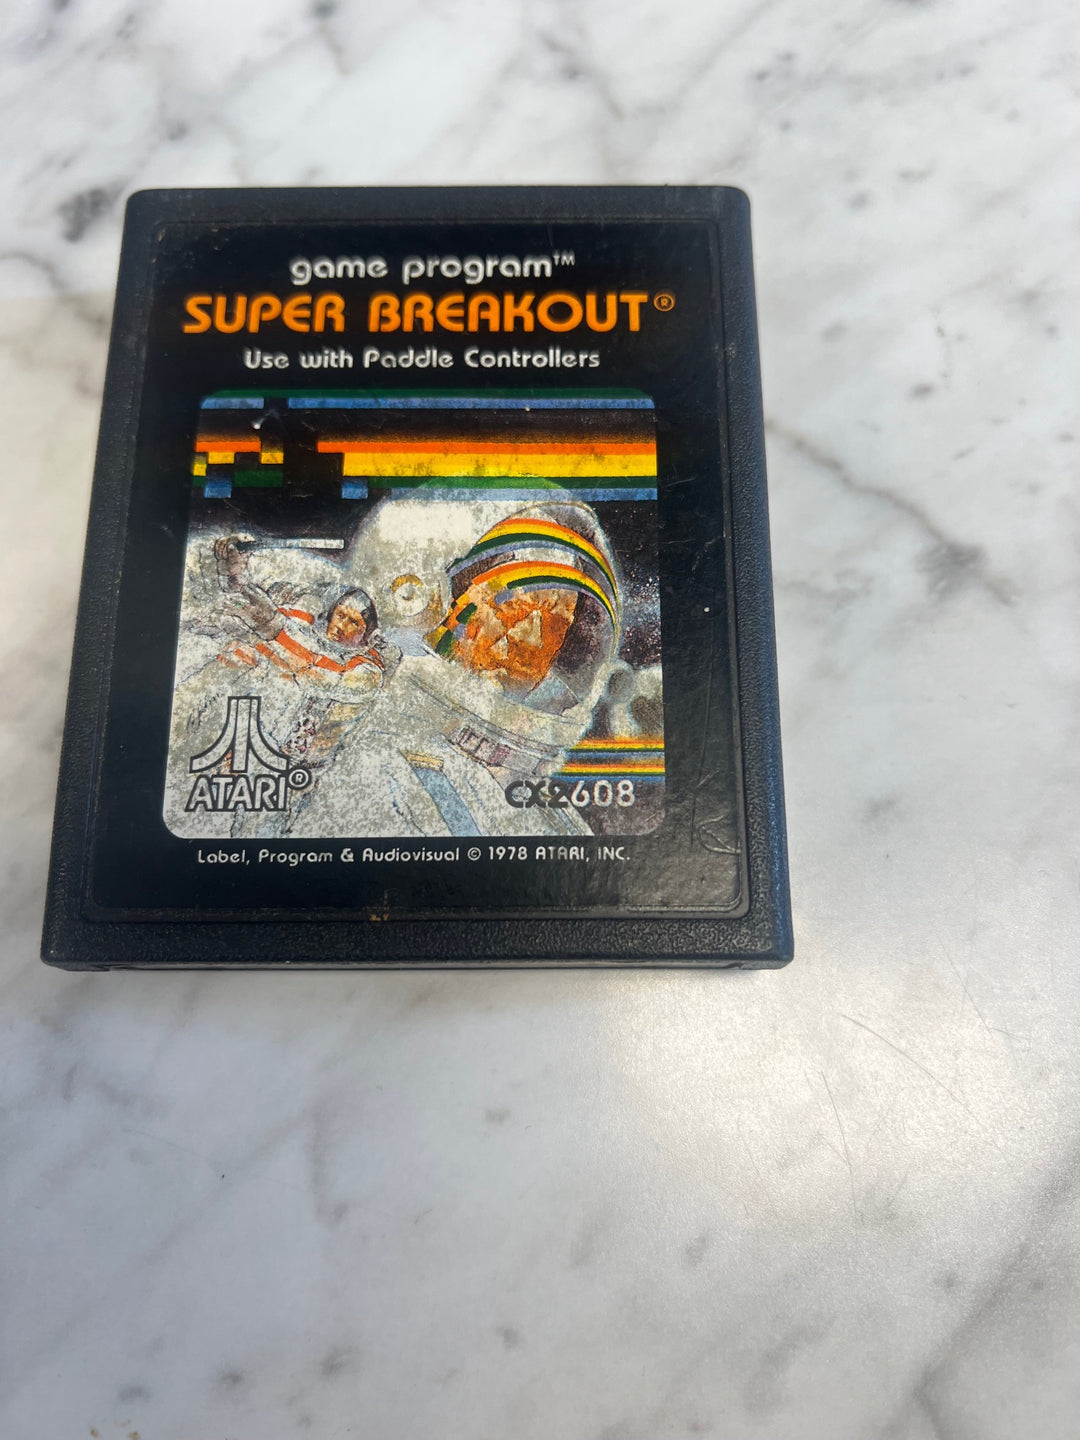 game program™
SUPER BREAKOUT®
Use with Paddle Controllers
ATARI®
CX2608
Label, Program & Audiovisual © 1978 ATARI, INC.